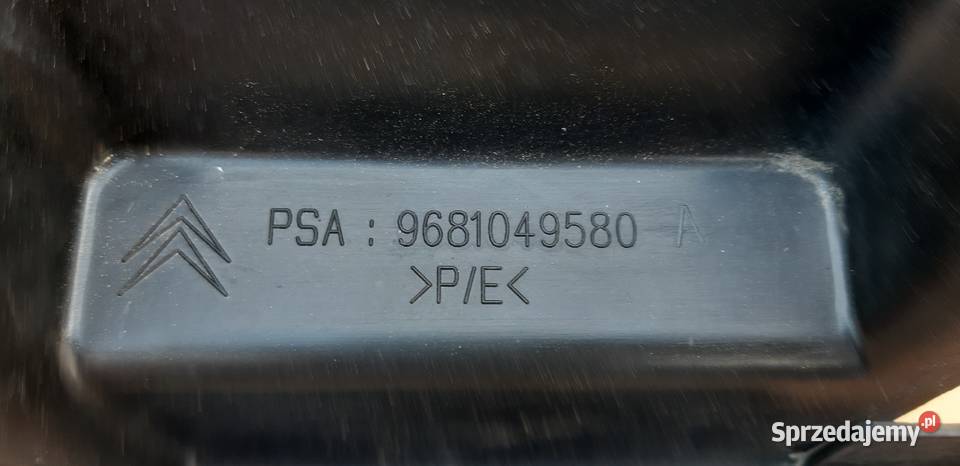 PSA : 9681049580 A
>P/E<
Sprzedajemy.pl